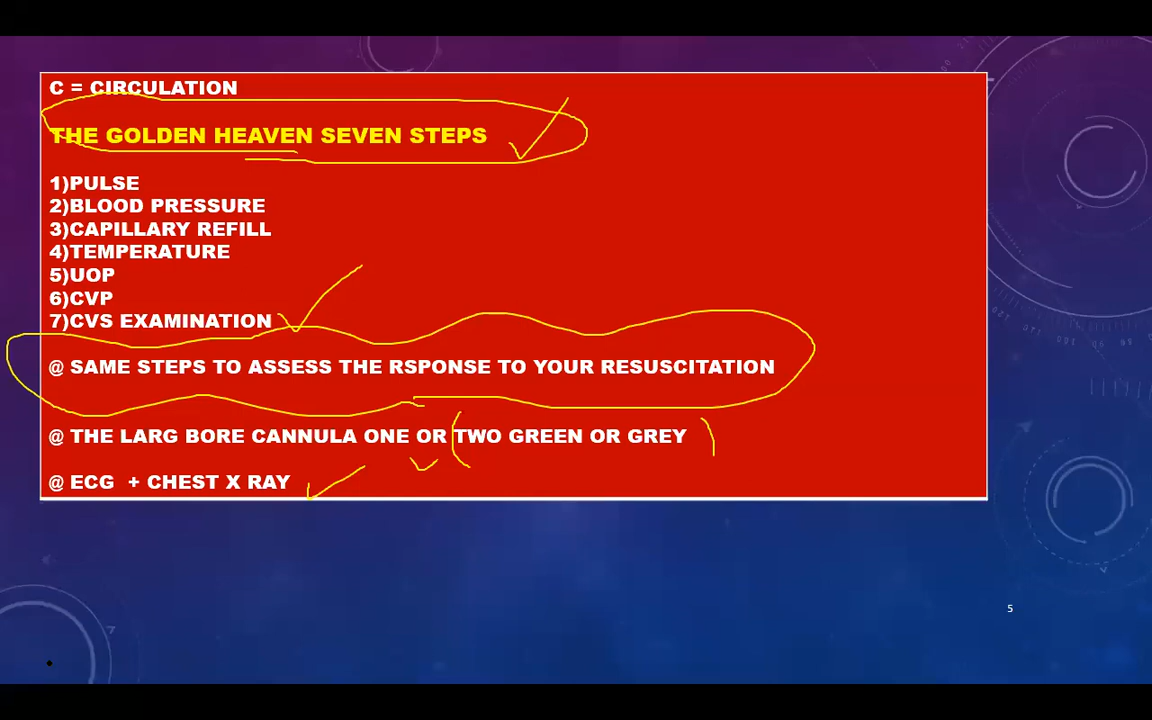 C = CIRCULATION
THE GOLDEN HEAVEN SEVEN STEPS
1)PULSE
2)BLOOD PRESSURE
3)CAPILLARY REFILL
4)TEMPERATURE
5)UOP
6)CVP
7)CVS EXAMINATION
@ SAME STEPS TO ASSESS THE RSPONSE TO YOUR RESUSCITATION
@ THE LARG BORE CANNULA ONE OR TWO GREEN OR GREY
@ ECG + CHEST X RAY
5